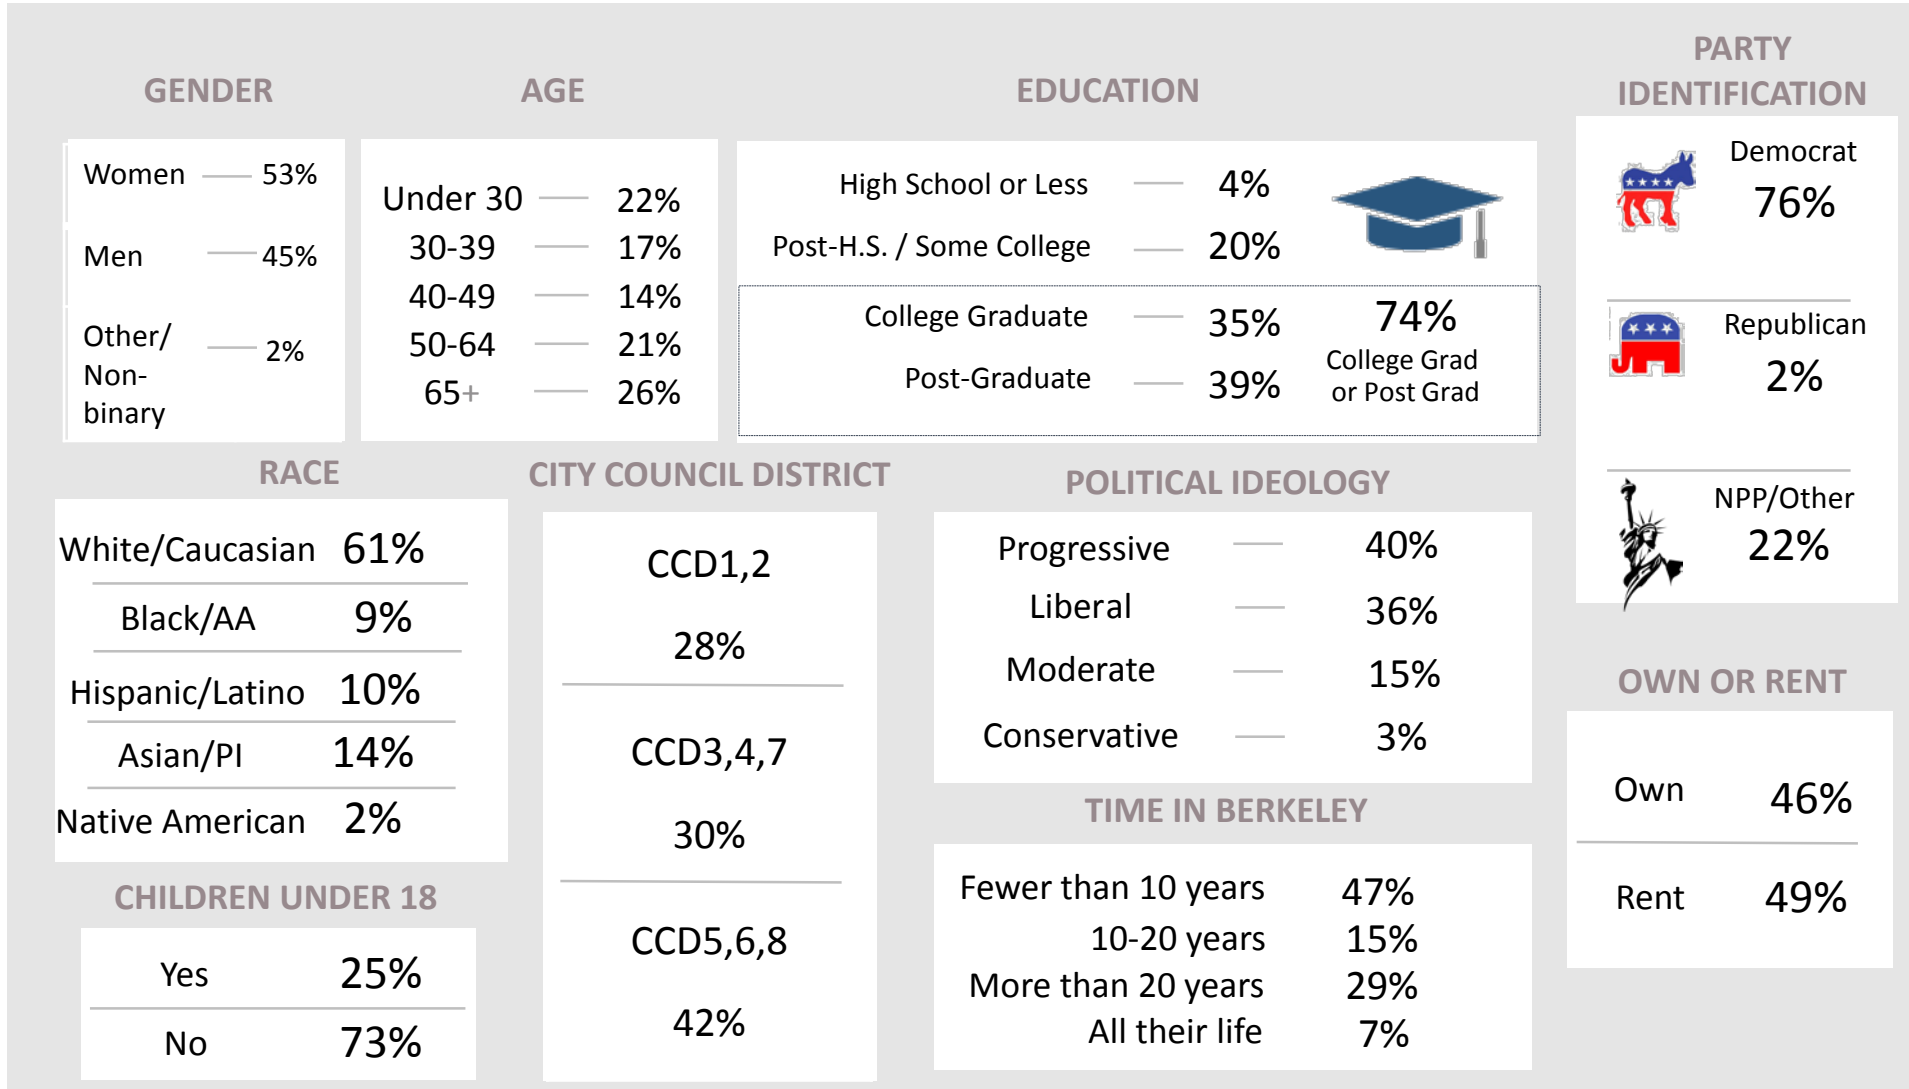 GENDER
Women 53%
Men 45%
Other/ 2%
Non-
binary
AGE
Under 30 22%
30-39 17%
40-49 14%
50-64 21%
65+ 26%
EDUCATION
High School or Less 4%
Post-H.S. / Some College 20%
College Graduate 35%
Post-Graduate 39%
74%
College Grad
or Post Grad
PARTY
IDENTIFICATION
Democrat
76%
Republican
2%
NPP/Other
22%
RACE
White/Caucasian 61%
Black/AA 9%
Hispanic/Latino 10%
Asian/PI 14%
Native American 2%
CITY COUNCIL DISTRICT
CCD1,2
28%
CCD3,4,7
30%
CCD5,6,8
42%
POLITICAL IDEOLOGY
Progressive 40%
Liberal 36%
Moderate 15%
Conservative 3%
OWN OR RENT
Own 46%
Rent 49%
CHILDREN UNDER 18
Yes 25%
No 73%
TIME IN BERKELEY
Fewer than 10 years 47%
10-20 years 15%
More than 20 years 29%
All their life 7%